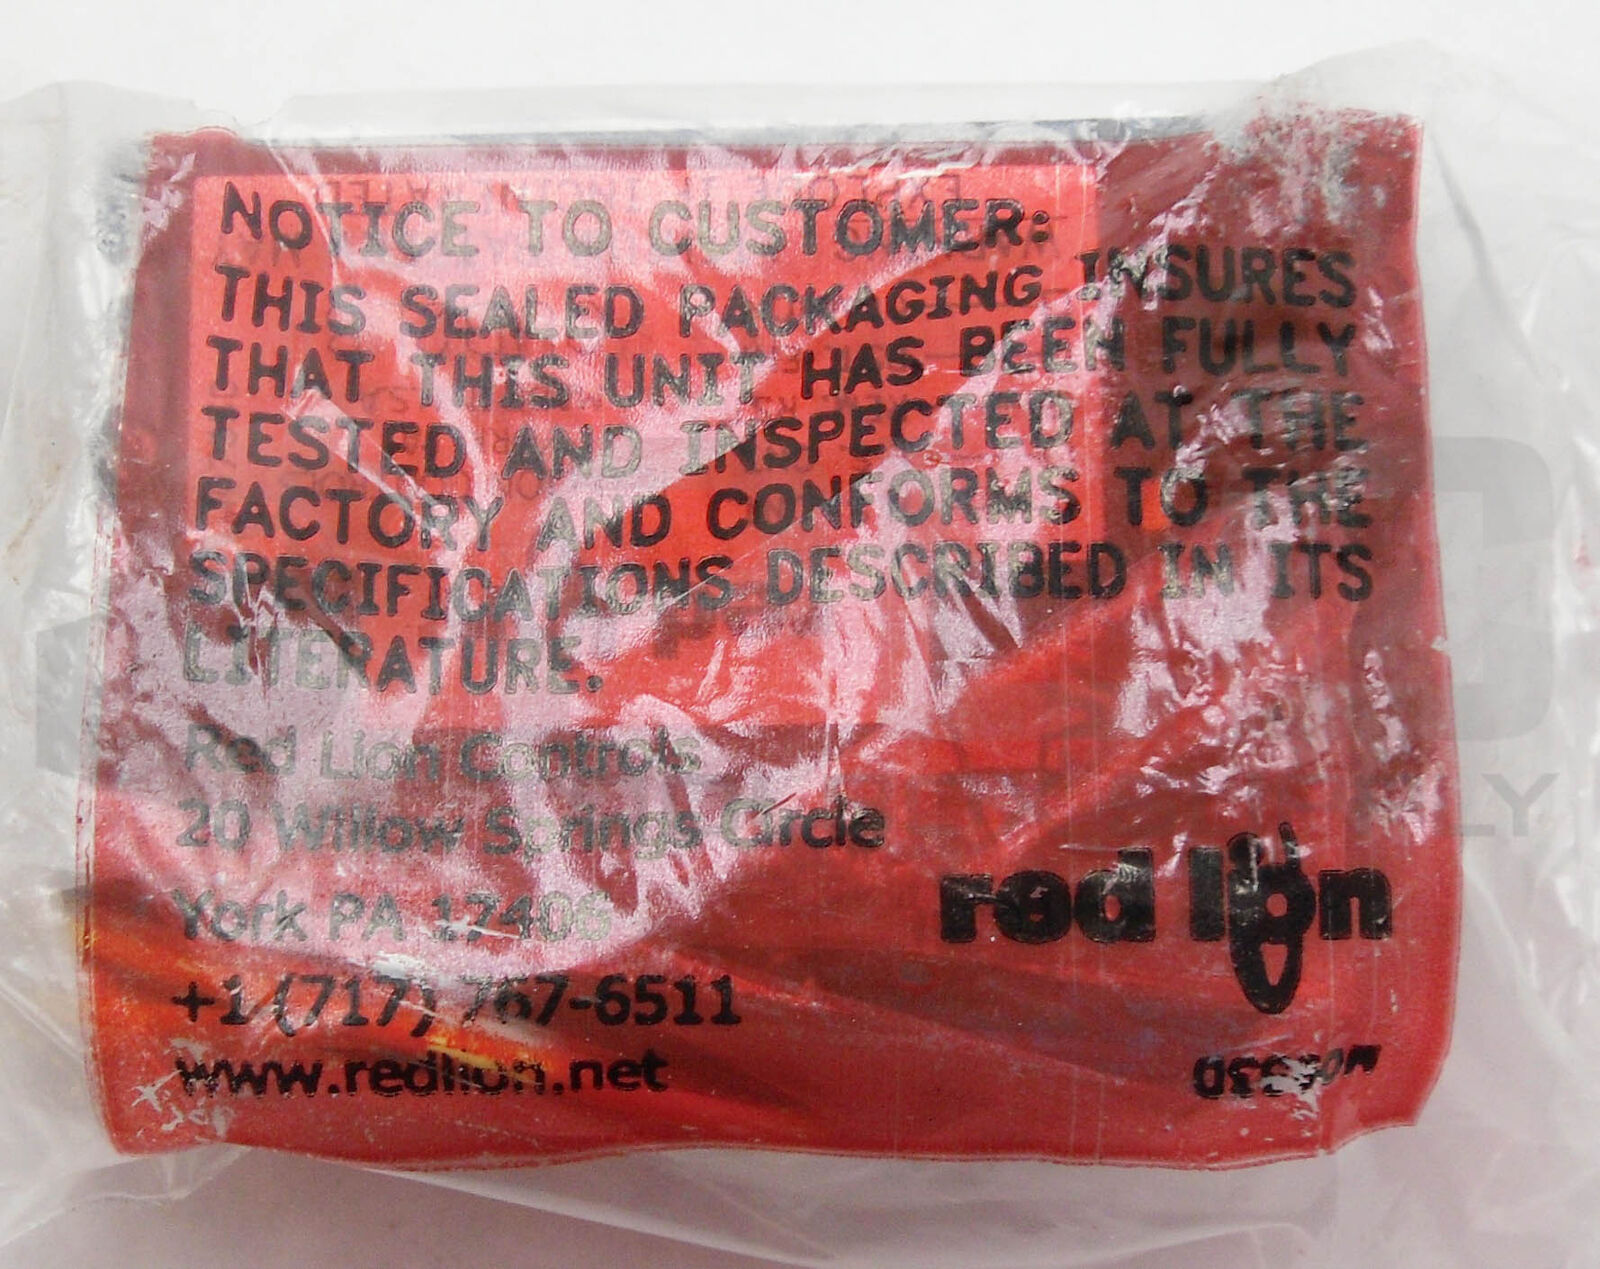 NOTICE TO CUSTOMER:
THIS SEALED PACKAGING INSURES
THAT THIS UNIT HAS BEEN FULLY
TESTED AND INSPECTED AT THE
FACTORY AND CONFORMS TO THE
SPECIFICATIONS DESCRIBED IN ITS
LITERATURE.
Red Lion Controls
20 Willow Springs Circle
York PA 17406
+1 (717) 767-6511
www.redlion.net
red lion